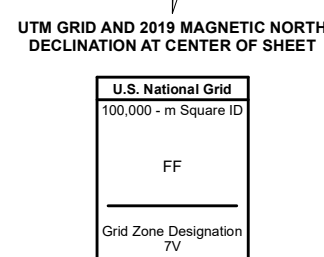 UTM GRID AND 2019 MAGNETIC NORTH
DECLINATION AT CENTER OF SHEET
U.S. National Grid
100,000 - m Square ID
FF
Grid Zone Designation
7V